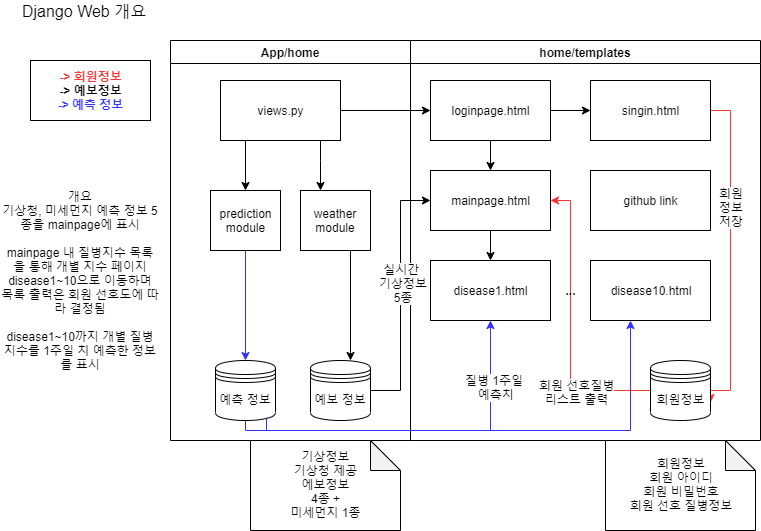 Django Web 개요
App/home
home/templates
-> 회원정보
-> 예보정보
-> 예측 정보
views.py
loginpage.html
singin.html
개요
기상청, 미세먼지 예측 정보 5
종을 mainpage에 표시
mainpage 내 질병지수 목록
을 통해 개별 지수 페이지
disease1~10으로 이동하며
목록 출력은 회원 선호도에 따
라 결정됨
disease1~10까지 개별 질병
지수를 1주일 치 예측한 정보
를 표시
prediction
module
weather
module
mainpage.html
github link
회원
정보
저장
실시간
기상정보
5종
disease1.html
...
disease10.html
예측 정보
예보 정보
질병 1주일
예측치
회원 선호질병
리스트 출력
회원정보
기상정보
기상청 제공
에보정보
4종 +
미세먼지 1종
회원정보
회원 아이디
회원 비밀번호
회원 선호 질병정보